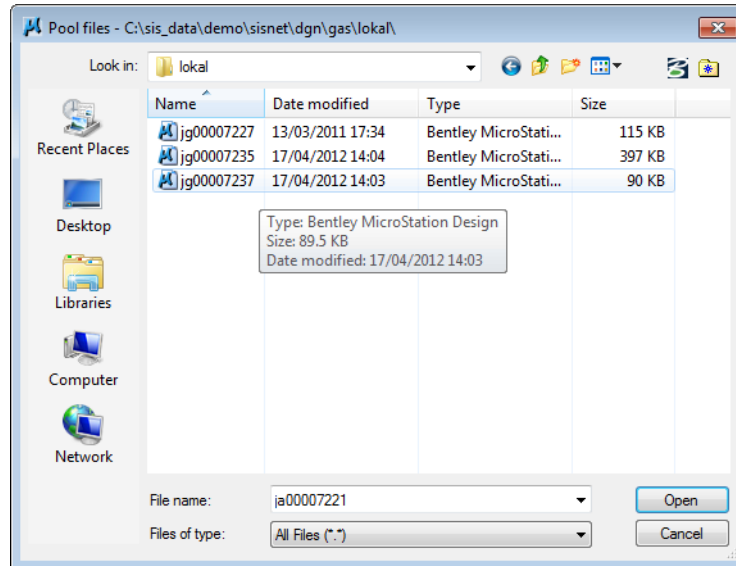 Pool files - C:\sis_data\demo\sisnet\dgn\gas\lokal\
Look in: lokal
Name Date modified Type Size
jg00007227 13/03/2011 17:34 Bentley MicroStati... 115 KB
jg00007235 17/04/2012 14:04 Bentley MicroStati... 397 KB
jg00007237 17/04/2012 14:03 Bentley MicroStati... 90 KB
Type: Bentley MicroStation Design
Size: 89.5 KB
Date modified: 17/04/2012 14:03
Recent Places
Desktop
Libraries
Computer
Network
File name: ja00007221 Open
Files of type: All Files (*.*) Cancel